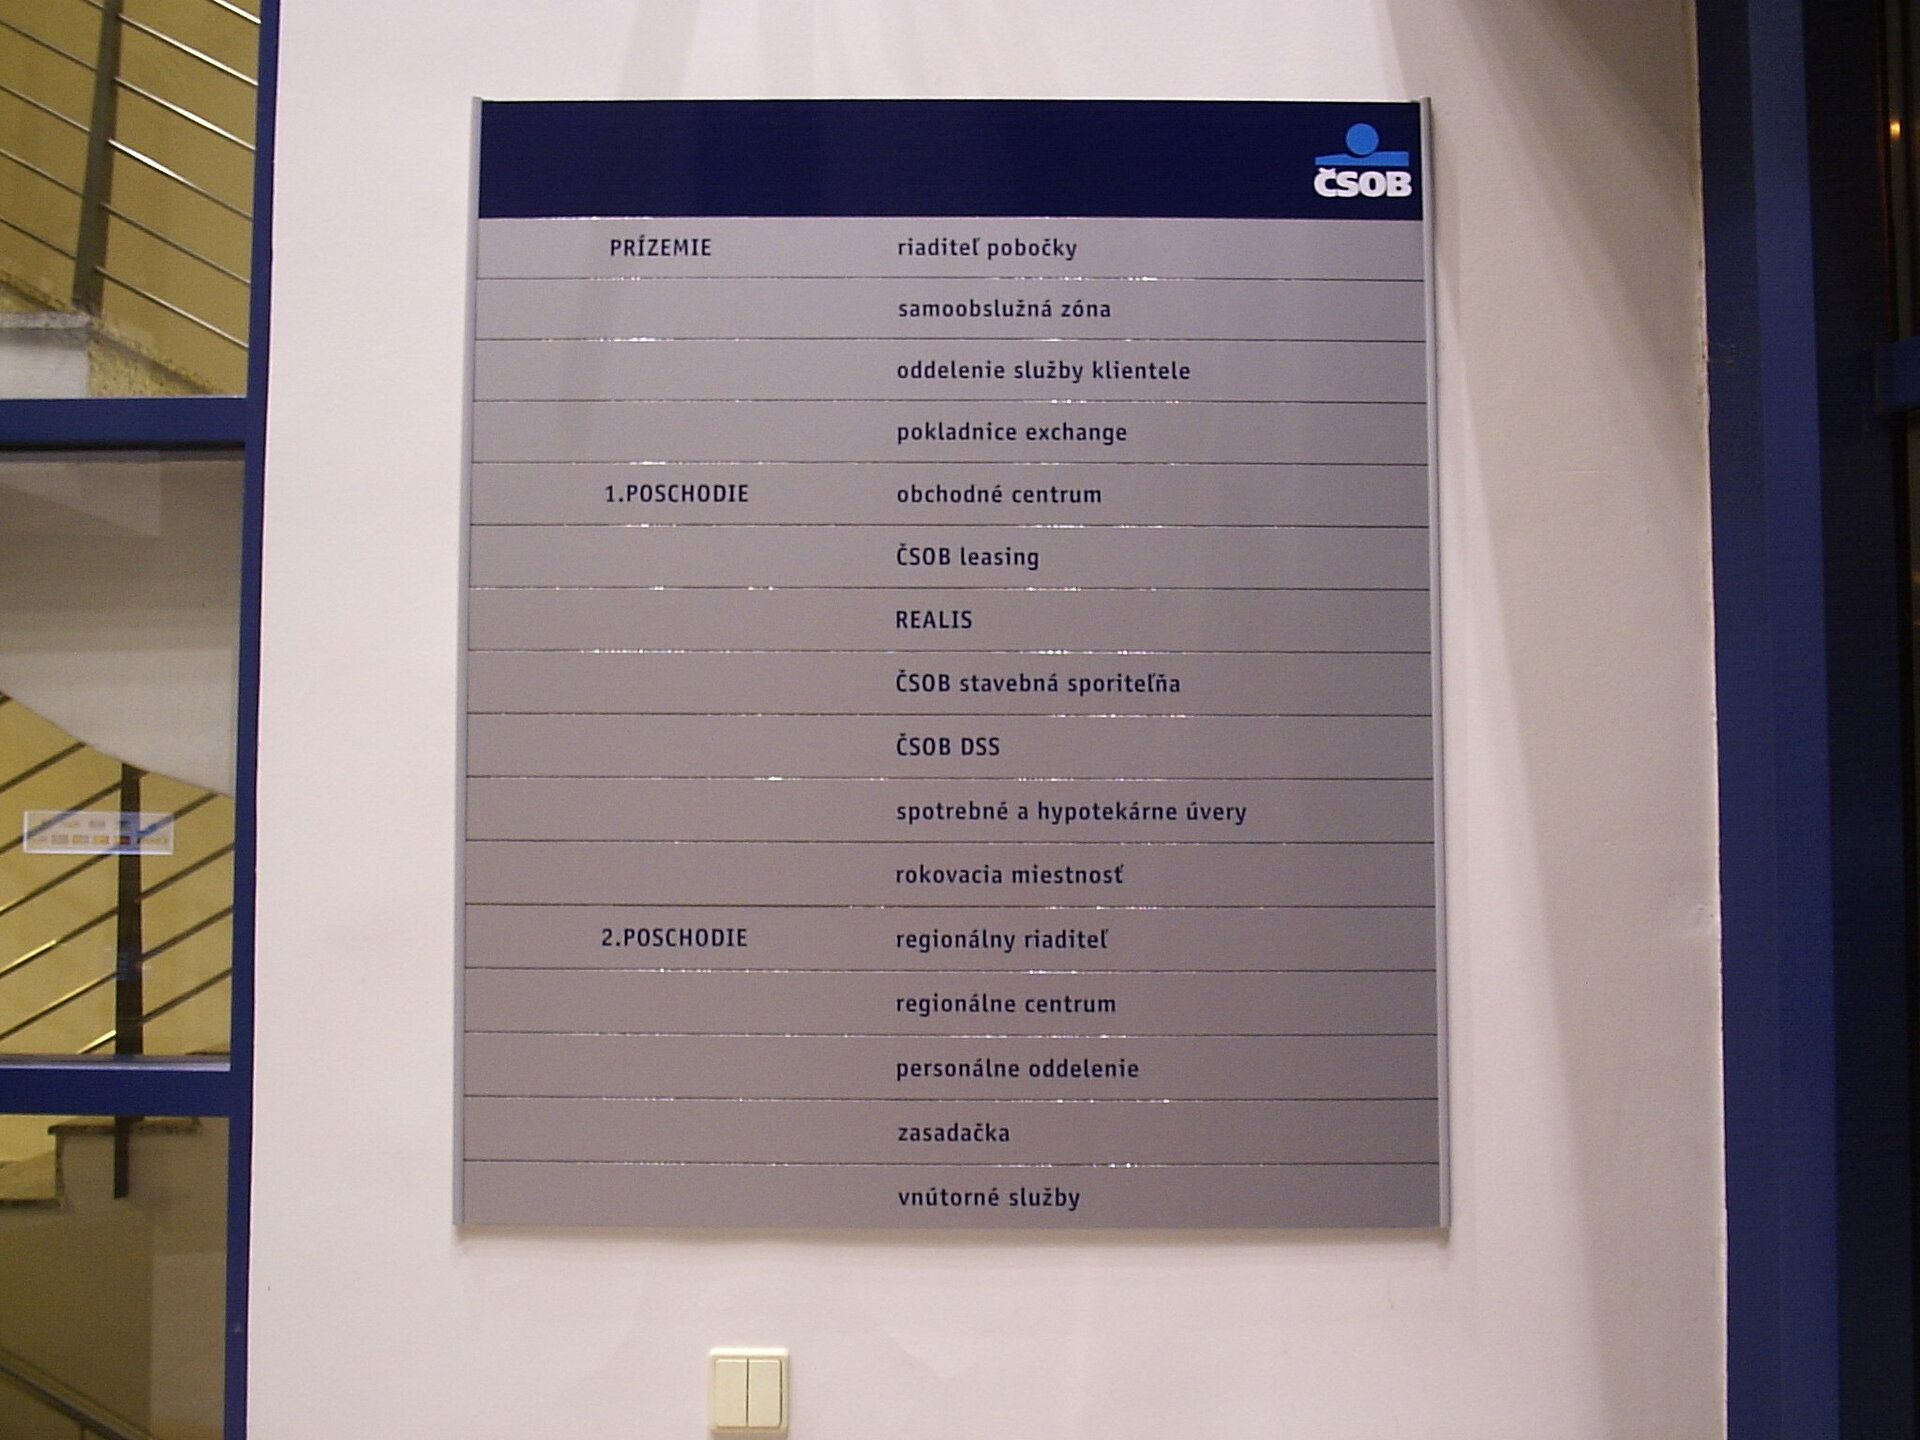 ČSOB
PRÍZEMIE riaditeľ pobočky
samoobslužná zóna
oddelenie služby klientele
pokladnice exchange
1.POSCHODIE obchodné centrum
ČSOB leasing
REALIS
ČSOB stavebná sporiteľňa
ČSOB DSS
spotrebné a hypotekárne úvery
rokovacia miestnosť
2.POSCHODIE regionálny riaditeľ
regionálne centrum
personálne oddelenie
zasadačka
vnútorné služby